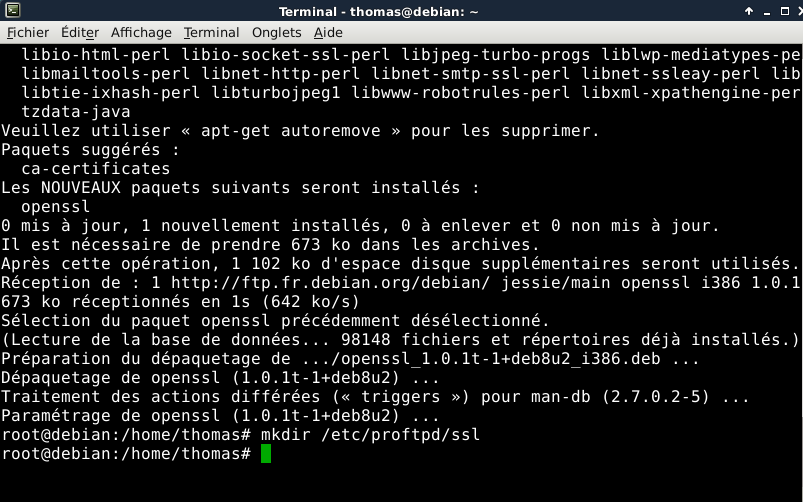 Terminal - thomas@debian: ~
Fichier Éditer Affichage Terminal Onglets Aide
libio-html-perl libio-socket-ssl-perl libjpeg-turbo-progs liblwp-mediatypes-pe
libmailtools-perl libnet-http-perl libnet-smtp-ssl-perl libnet-ssleay-perl lib
libtie-ixhash-perl libturbojpeg1 libwww-robotrules-perl libxml-xpathengine-per
tzdata-java
Veuillez utiliser « apt-get autoremove » pour les supprimer.
Paquets suggérés :
ca-certificates
Les NOUVEAUX paquets suivants seront installés :
openssl
0 mis à jour, 1 nouvellement installés, 0 à enlever et 0 non mis à jour.
Il est nécessaire de prendre 673 ko dans les archives.
Après cette opération, 1 102 ko d'espace disque supplémentaires seront utilisés.
Réception de : 1 http://ftp.fr.debian.org/debian/ jessie/main openssl i386 1.0.1
673 ko réceptionnés en 1s (642 ko/s)
Sélection du paquet openssl précédemment désélectionné.
(Lecture de la base de données... 98148 fichiers et répertoires déjà installés.)
Préparation du dépaquetage de .../openssl_1.0.1t-1+deb8u2_i386.deb ...
Dépaquetage de openssl (1.0.1t-1+deb8u2) ...
Traitement des actions différées (« triggers ») pour man-db (2.7.0.2-5) ...
Paramétrage de openssl (1.0.1t-1+deb8u2) ...
root@debian:/home/thomas# mkdir /etc/proftpd/ssl
root@debian:/home/thomas#